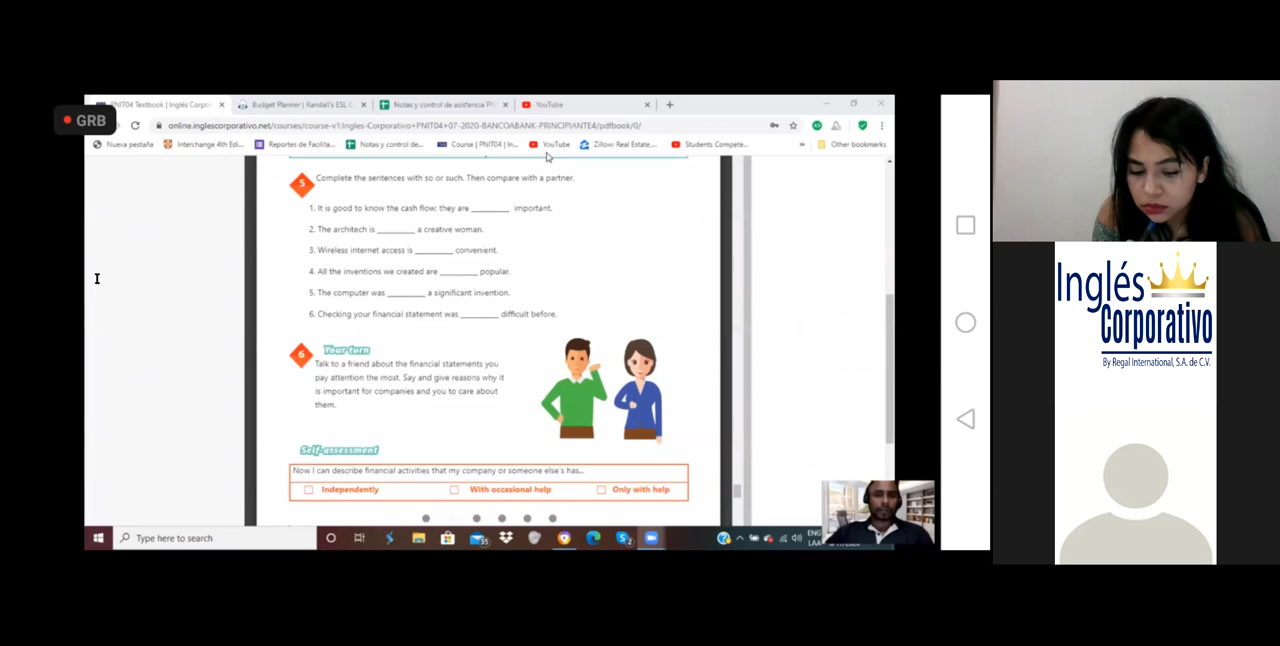 GRB
PNIT04 Textbook | Inglés Corpor
Budget Planner | Randall's ESL C
Notas y control de asistencia PN
YouTube
online.inglescorporativo.net/courses/course-v1:Ingles-Corporativo+PNIT04+07-2020-BANCOABANK-PRINCIPIANTE4/pdfbook/0/
Nueva pestaña
Interchange 4th Edi...
Reportes de Facilita...
Notas y control de...
Course | PNIT04 | In...
YouTube
Zillow: Real Estate,...
Students Compete...
»
Other bookmarks
5 Complete the sentences with so or such. Then compare with a partner.
1. It is good to know the cash flow; they are ________ important.
2. The architech is ________ a creative woman.
3. Wireless internet access is ________ convenient.
4. All the inventions we created are ________ popular.
5. The computer was ________ a significant invention.
6. Checking your financial statement was ________ difficult before.
6 Your turn
Talk to a friend about the financial statements you
pay attention the most. Say and give reasons why it
is important for companies and you to care about
them.
Self-assessment
Now I can describe financial activities that my company or someone else's has...
Independently
With occasional help
Only with help
Type here to search
ENG
Inglés
Corporativo
By Regal International, S.A. de C.V.